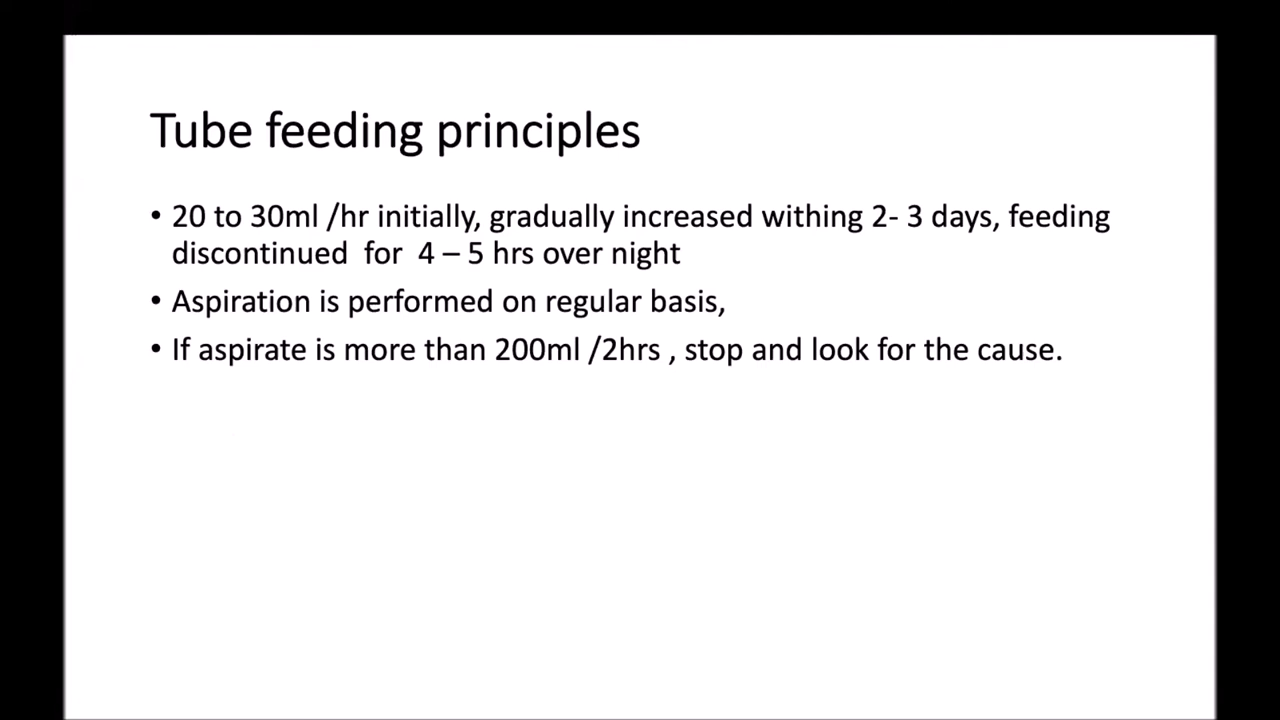 Tube feeding principles
• 20 to 30ml /hr initially, gradually increased withing 2- 3 days, feeding
discontinued  for  4 – 5 hrs over night
• Aspiration is performed on regular basis,
• If aspirate is more than 200ml /2hrs , stop and look for the cause.